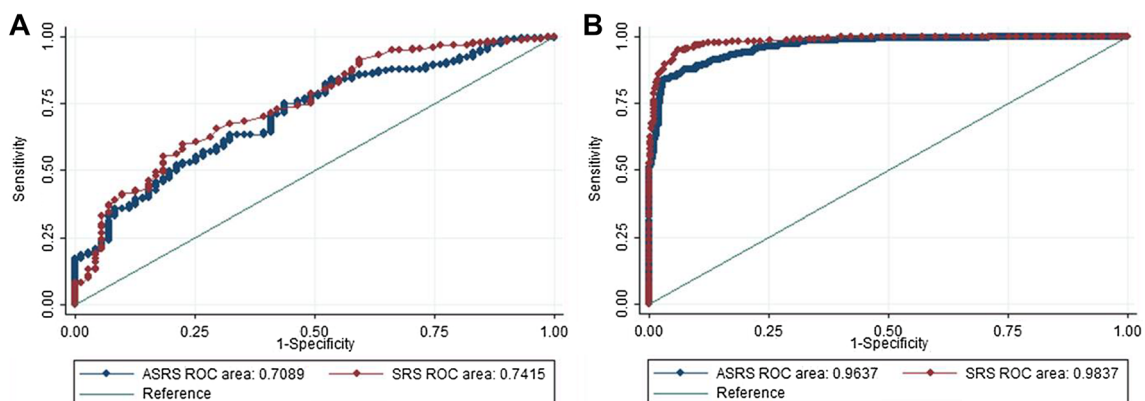 A
1.00
0.75
0.50
0.25
0.00
Sensitivity
0.00 0.25 0.50 0.75 1.00
1-Specificity
ASRS ROC area: 0.7089 SRS ROC area: 0.7415
Reference
B
1.00
0.75
0.50
0.25
0.00
Sensitivity
0.00 0.25 0.50 0.75 1.00
1-Specificity
ASRS ROC area: 0.9637 SRS ROC area: 0.9837
Reference